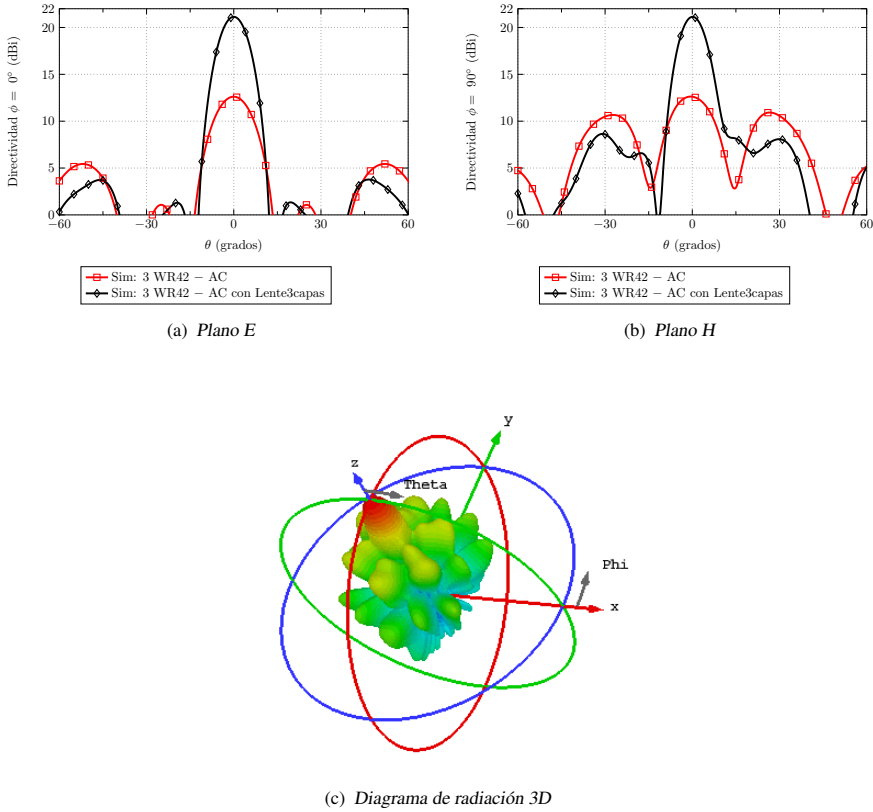 22
20
15
10
5
0
Directividad ϕ = 0° (dBi)
−60
−30
0
30
60
θ (grados)
Sim: 3 WR42 − AC
Sim: 3 WR42 − AC con Lente3capas
(a) Plano E
22
20
15
10
5
0
Directividad ϕ = 90° (dBi)
−60
−30
0
30
60
θ (grados)
Sim: 3 WR42 − AC
Sim: 3 WR42 − AC con Lente3capas
(b) Plano H
y
z
Theta
Phi
x
(c) Diagrama de radiación 3D